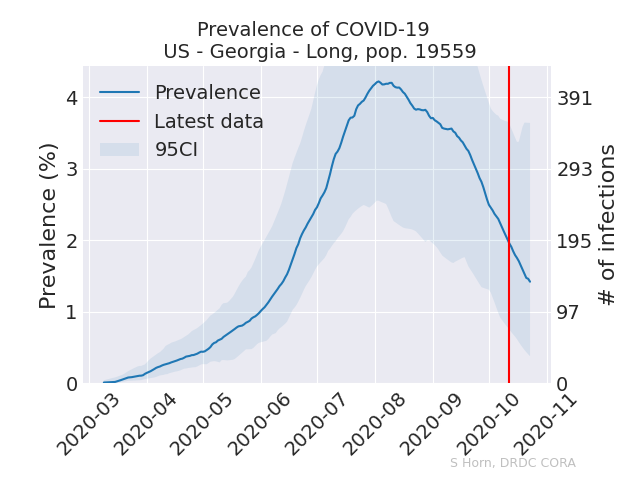 Prevalence of COVID-19
US - Georgia - Long, pop. 19559
Prevalence
Latest data
95CI
Prevalence (%)
4
3
2
1
0
# of infections
391
293
195
97
0
2020-03
2020-04
2020-05
2020-06
2020-07
2020-08
2020-09
2020-10
2020-11
S Horn, DRDC CORA